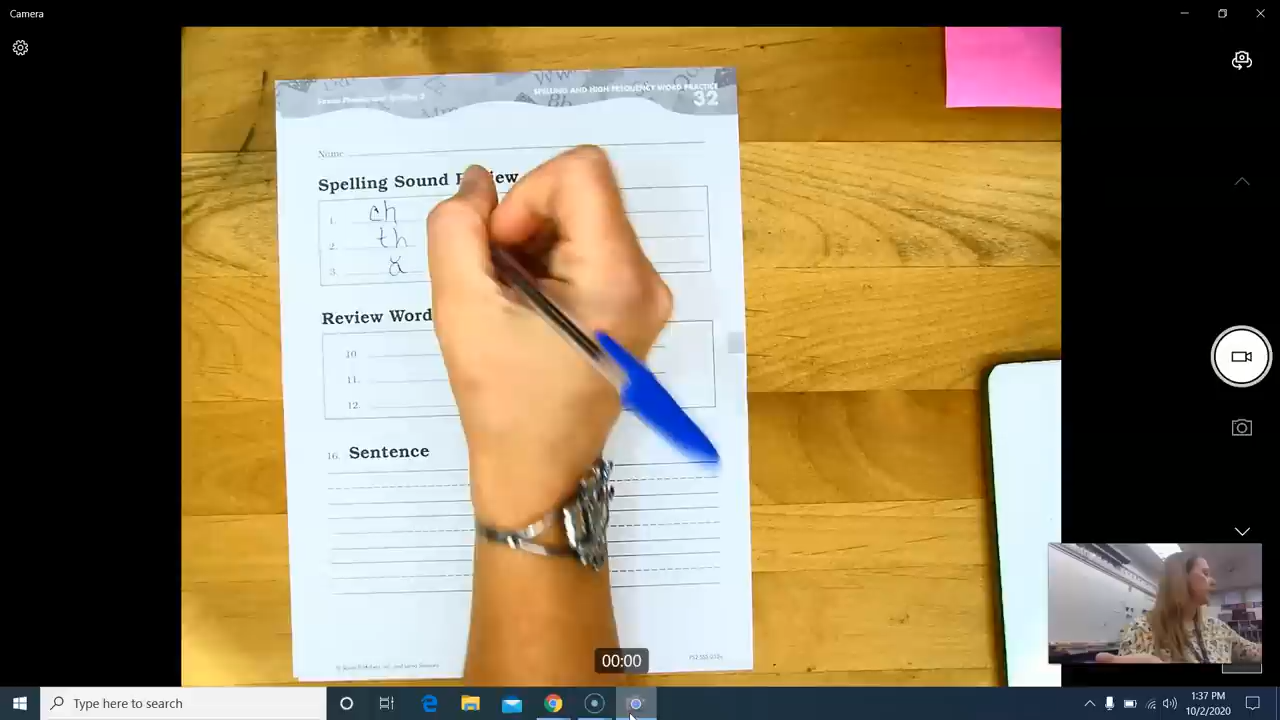 Camera
SPELLING AND HIGH FREQUENCY WORD PRACTICE
32
Name
Spelling Sound
1. ch
2. th
3. ă
Review Word
10.
11.
12.
16. Sentence
00:00
Type here to search
1:37 PM
10/2/2020